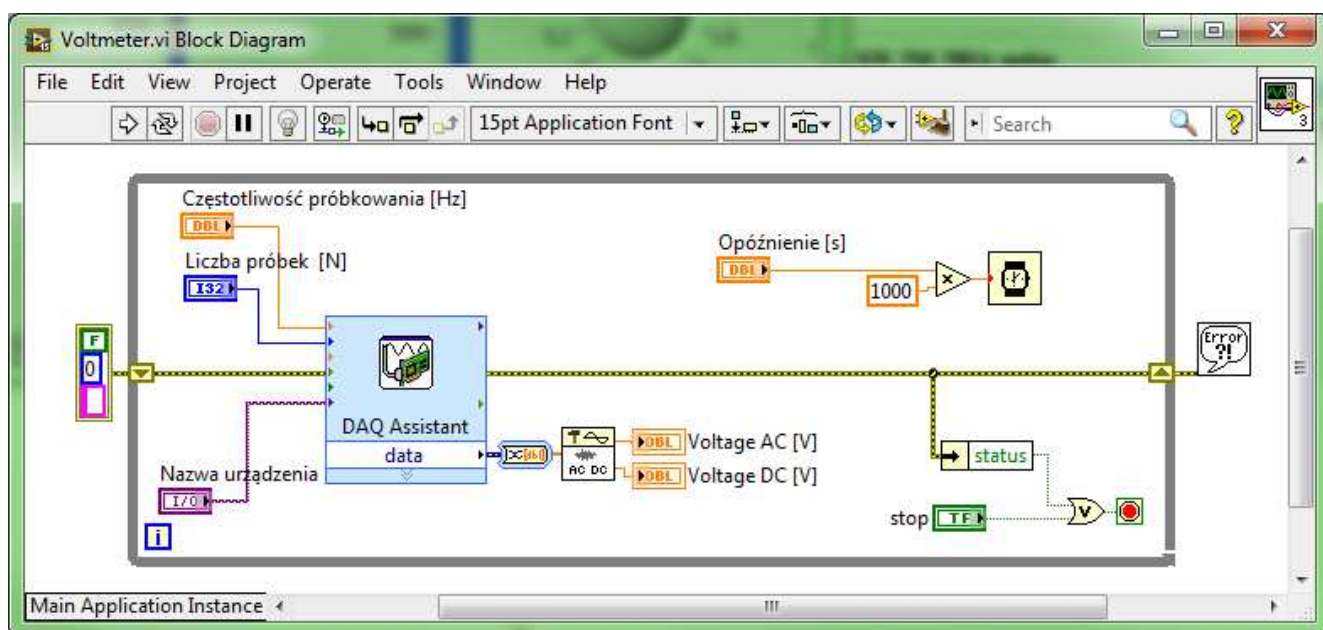 Voltmeter.vi Block Diagram
File Edit View Project Operate Tools Window Help
15pt Application Font
Search
3
Częstotliwość próbkowania [Hz]
DBL
Liczba próbek [N]
I32
Opóźnienie [s]
DBL
1000
F
0
Error
?!
DAQ Assistant
data
AC DC
DBL Voltage AC [V]
DBL Voltage DC [V]
Nazwa urządzenia
I/O
i
status
stop TF
V
Main Application Instance